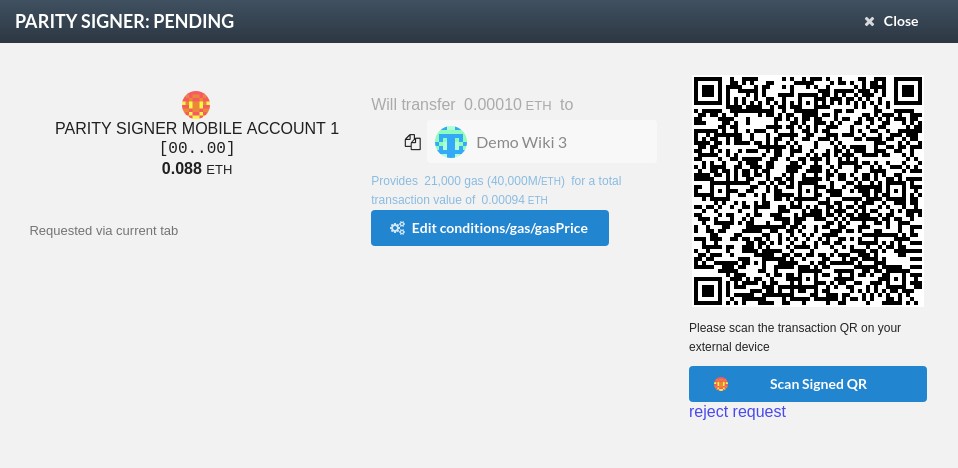 PARITY SIGNER: PENDING
Close
PARITY SIGNER MOBILE ACCOUNT 1
[00..00]
0.088 ETH
Requested via current tab
Will transfer 0.00010 ETH to
Demo Wiki 3
Provides 21,000 gas (40,000M/ETH) for a total
transaction value of 0.00094 ETH
Edit conditions/gas/gasPrice
Please scan the transaction QR on your
external device
Scan Signed QR
reject request